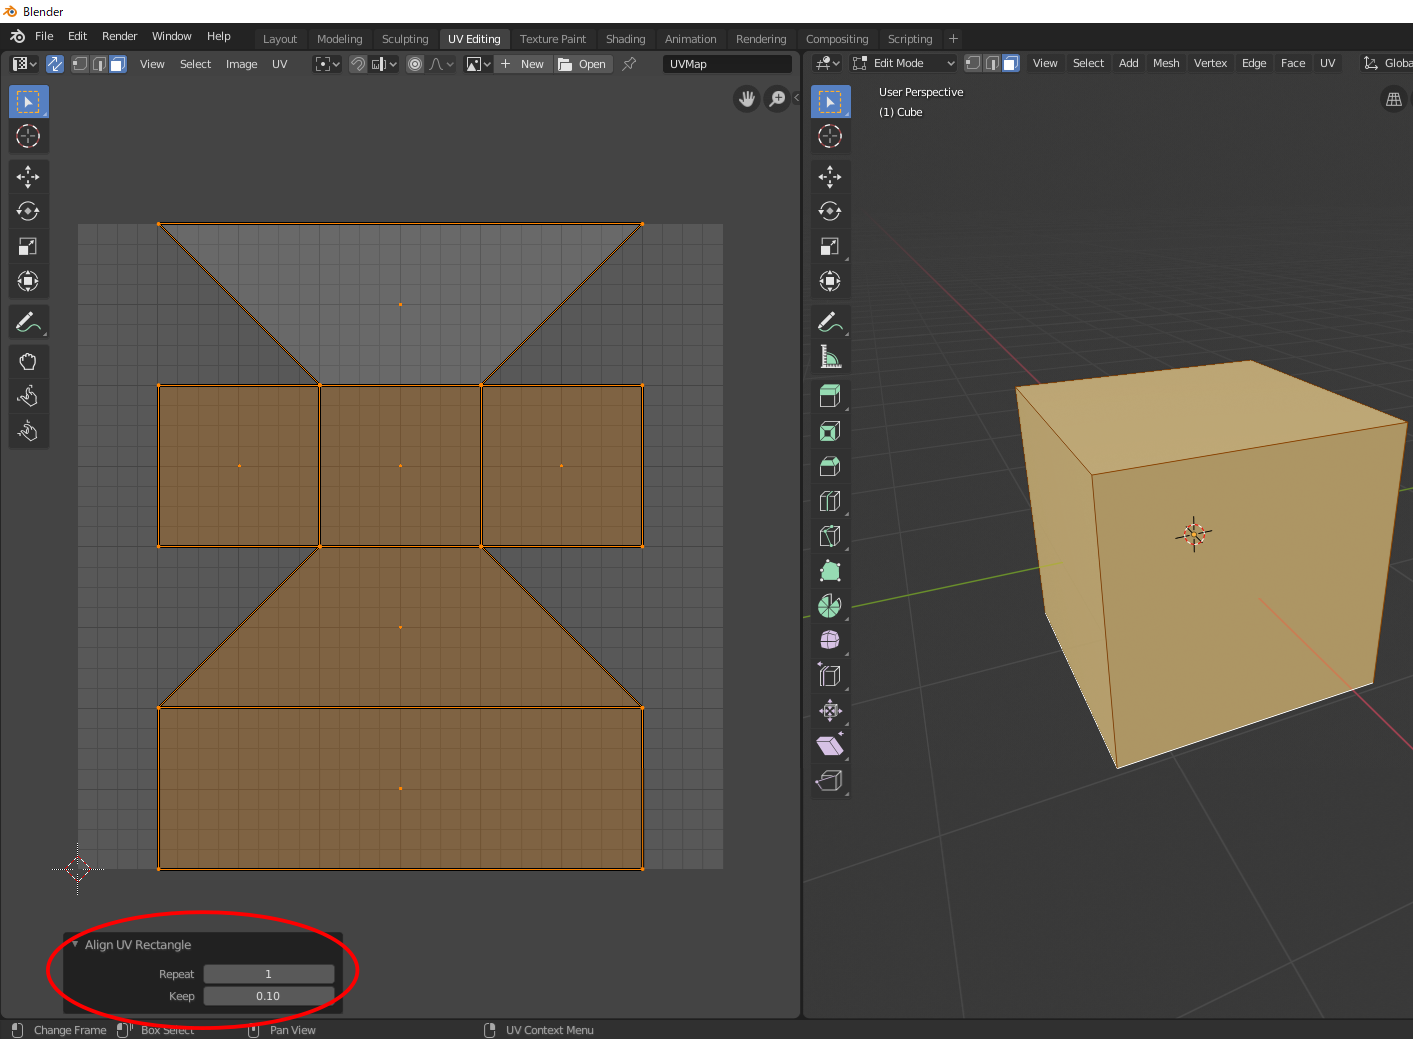 Blender
File Edit Render Window Help Layout Modeling Sculpting UV Editing Texture Paint Shading Animation Rendering Compositing Scripting +
View Select Image UV New Open UVMap
Edit Mode View Select Add Mesh Vertex Edge Face UV Globa
User Perspective
(1) Cube
Align UV Rectangle
Repeat 1
Keep 0.10
Change Frame Box Select Pan View UV Context Menu